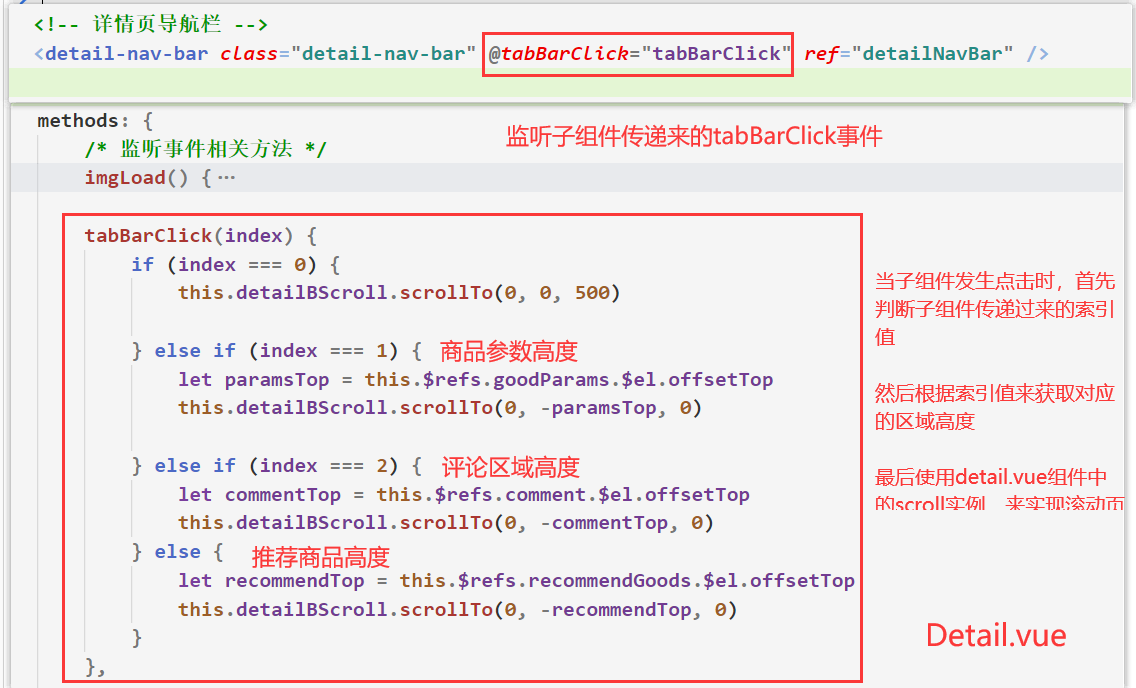 <!-- 详情页导航栏 -->
<detail-nav-bar class="detail-nav-bar" @tabBarClick="tabBarClick" ref="detailNavBar" />
methods: {
监听子组件传递来的tabBarClick事件
/* 监听事件相关方法 */
imgLoad() { ···
tabBarClick(index) {
if (index === 0) {
this.detailBScroll.scrollTo(0, 0, 500)
} else if (index === 1) { 商品参数高度
let paramsTop = this.$refs.goodParams.$el.offsetTop
this.detailBScroll.scrollTo(0, -paramsTop, 0)
} else if (index === 2) { 评论区域高度
let commentTop = this.$refs.comment.$el.offsetTop
this.detailBScroll.scrollTo(0, -commentTop, 0)
} else { 推荐商品高度
let recommendTop = this.$refs.recommendGoods.$el.offsetTop
this.detailBScroll.scrollTo(0, -recommendTop, 0)
}
},
当子组件发生点击时，首先
判断子组件传递过来的索引
值
然后根据索引值来获取对应
的区域高度
最后使用detail.vue组件中
的scroll实例，来实现滚动页
Detail.vue